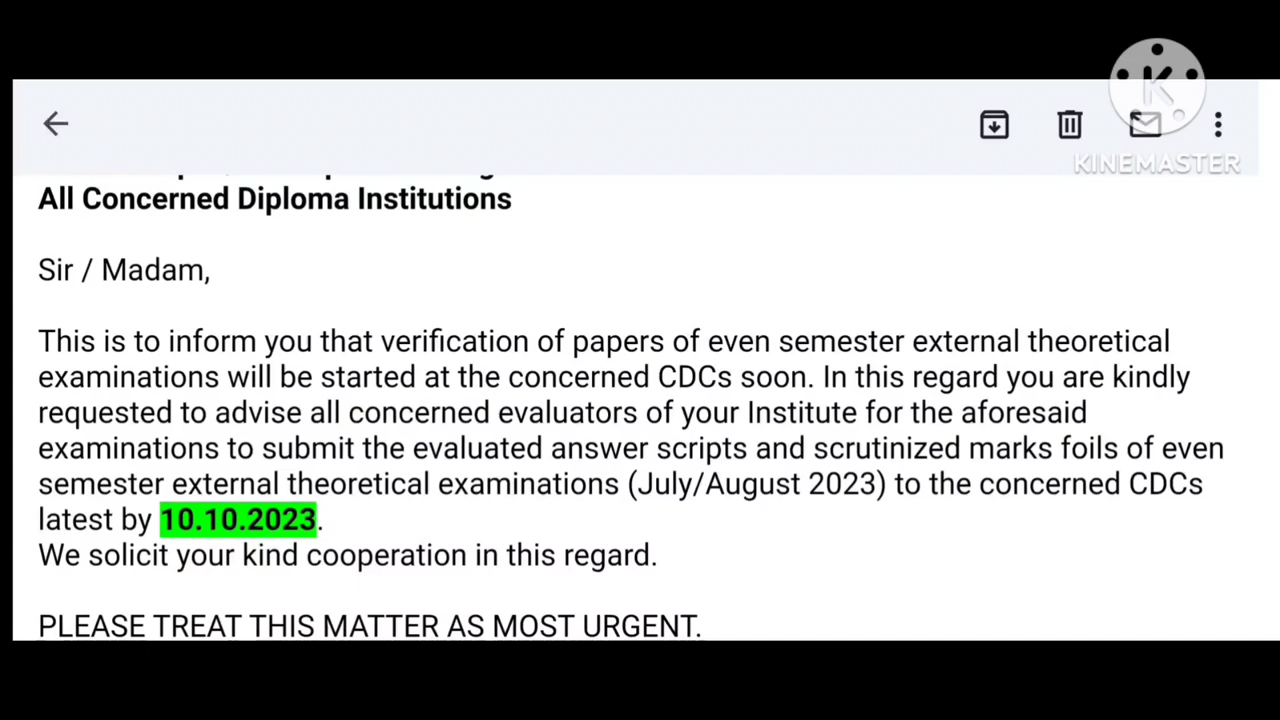 KINEMASTER
All Concerned Diploma Institutions
Sir / Madam,
This is to inform you that verification of papers of even semester external theoretical
examinations will be started at the concerned CDCs soon. In this regard you are kindly
requested to advise all concerned evaluators of your Institute for the aforesaid
examinations to submit the evaluated answer scripts and scrutinized marks foils of even
semester external theoretical examinations (July/August 2023) to the concerned CDCs
latest by 10.10.2023.
We solicit your kind cooperation in this regard.
PLEASE TREAT THIS MATTER AS MOST URGENT.